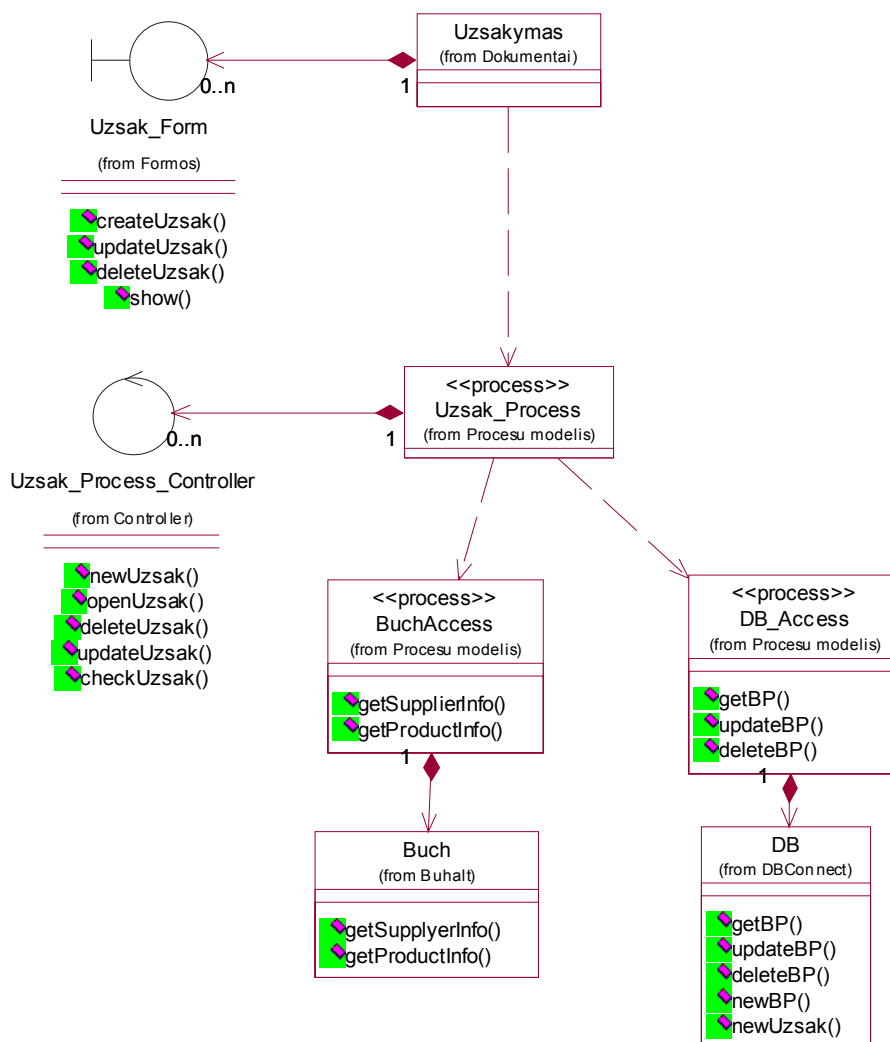 Uzsakymas
(from Dokumentai)
0..n
1
Uzsak_Form
(from Formos)
createUzsak()
updateUzsak()
deleteUzsak()
show()
<<process>>
Uzsak_Process
(from Procesu modelis)
0..n
1
Uzsak_Process_Controller
(from Controller)
newUzsak()
openUzsak()
deleteUzsak()
updateUzsak()
checkUzsak()
<<process>>
BuchAccess
(from Procesu modelis)
getSupplierInfo()
getProductInfo()
1
<<process>>
DB_Access
(from Procesu modelis)
getBP()
updateBP()
deleteBP()
1
Buch
(from Buhalt)
getSupplyerInfo()
getProductInfo()
DB
(from DBConnect)
getBP()
updateBP()
deleteBP()
newBP()
newUzsak()